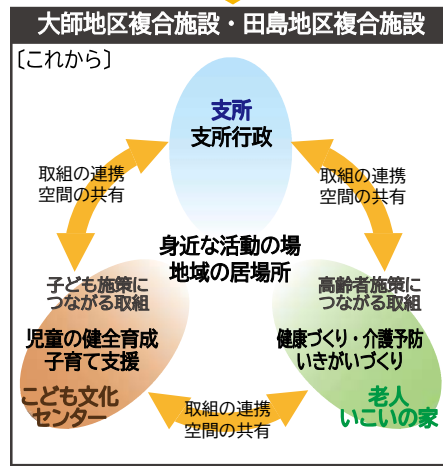 大師地区複合施設・田島地区複合施設
〔これから〕
支所
支所行政
取組の連携
空間の共有
取組の連携
空間の共有
身近な活動の場
地域の居場所
子ども施策に
つながる取組
児童の健全育成
子育て支援
こども文化
センター
高齢者施策に
つながる取組
健康づくり・介護予防
いきがいづくり
老人
いこいの家
取組の連携
空間の共有